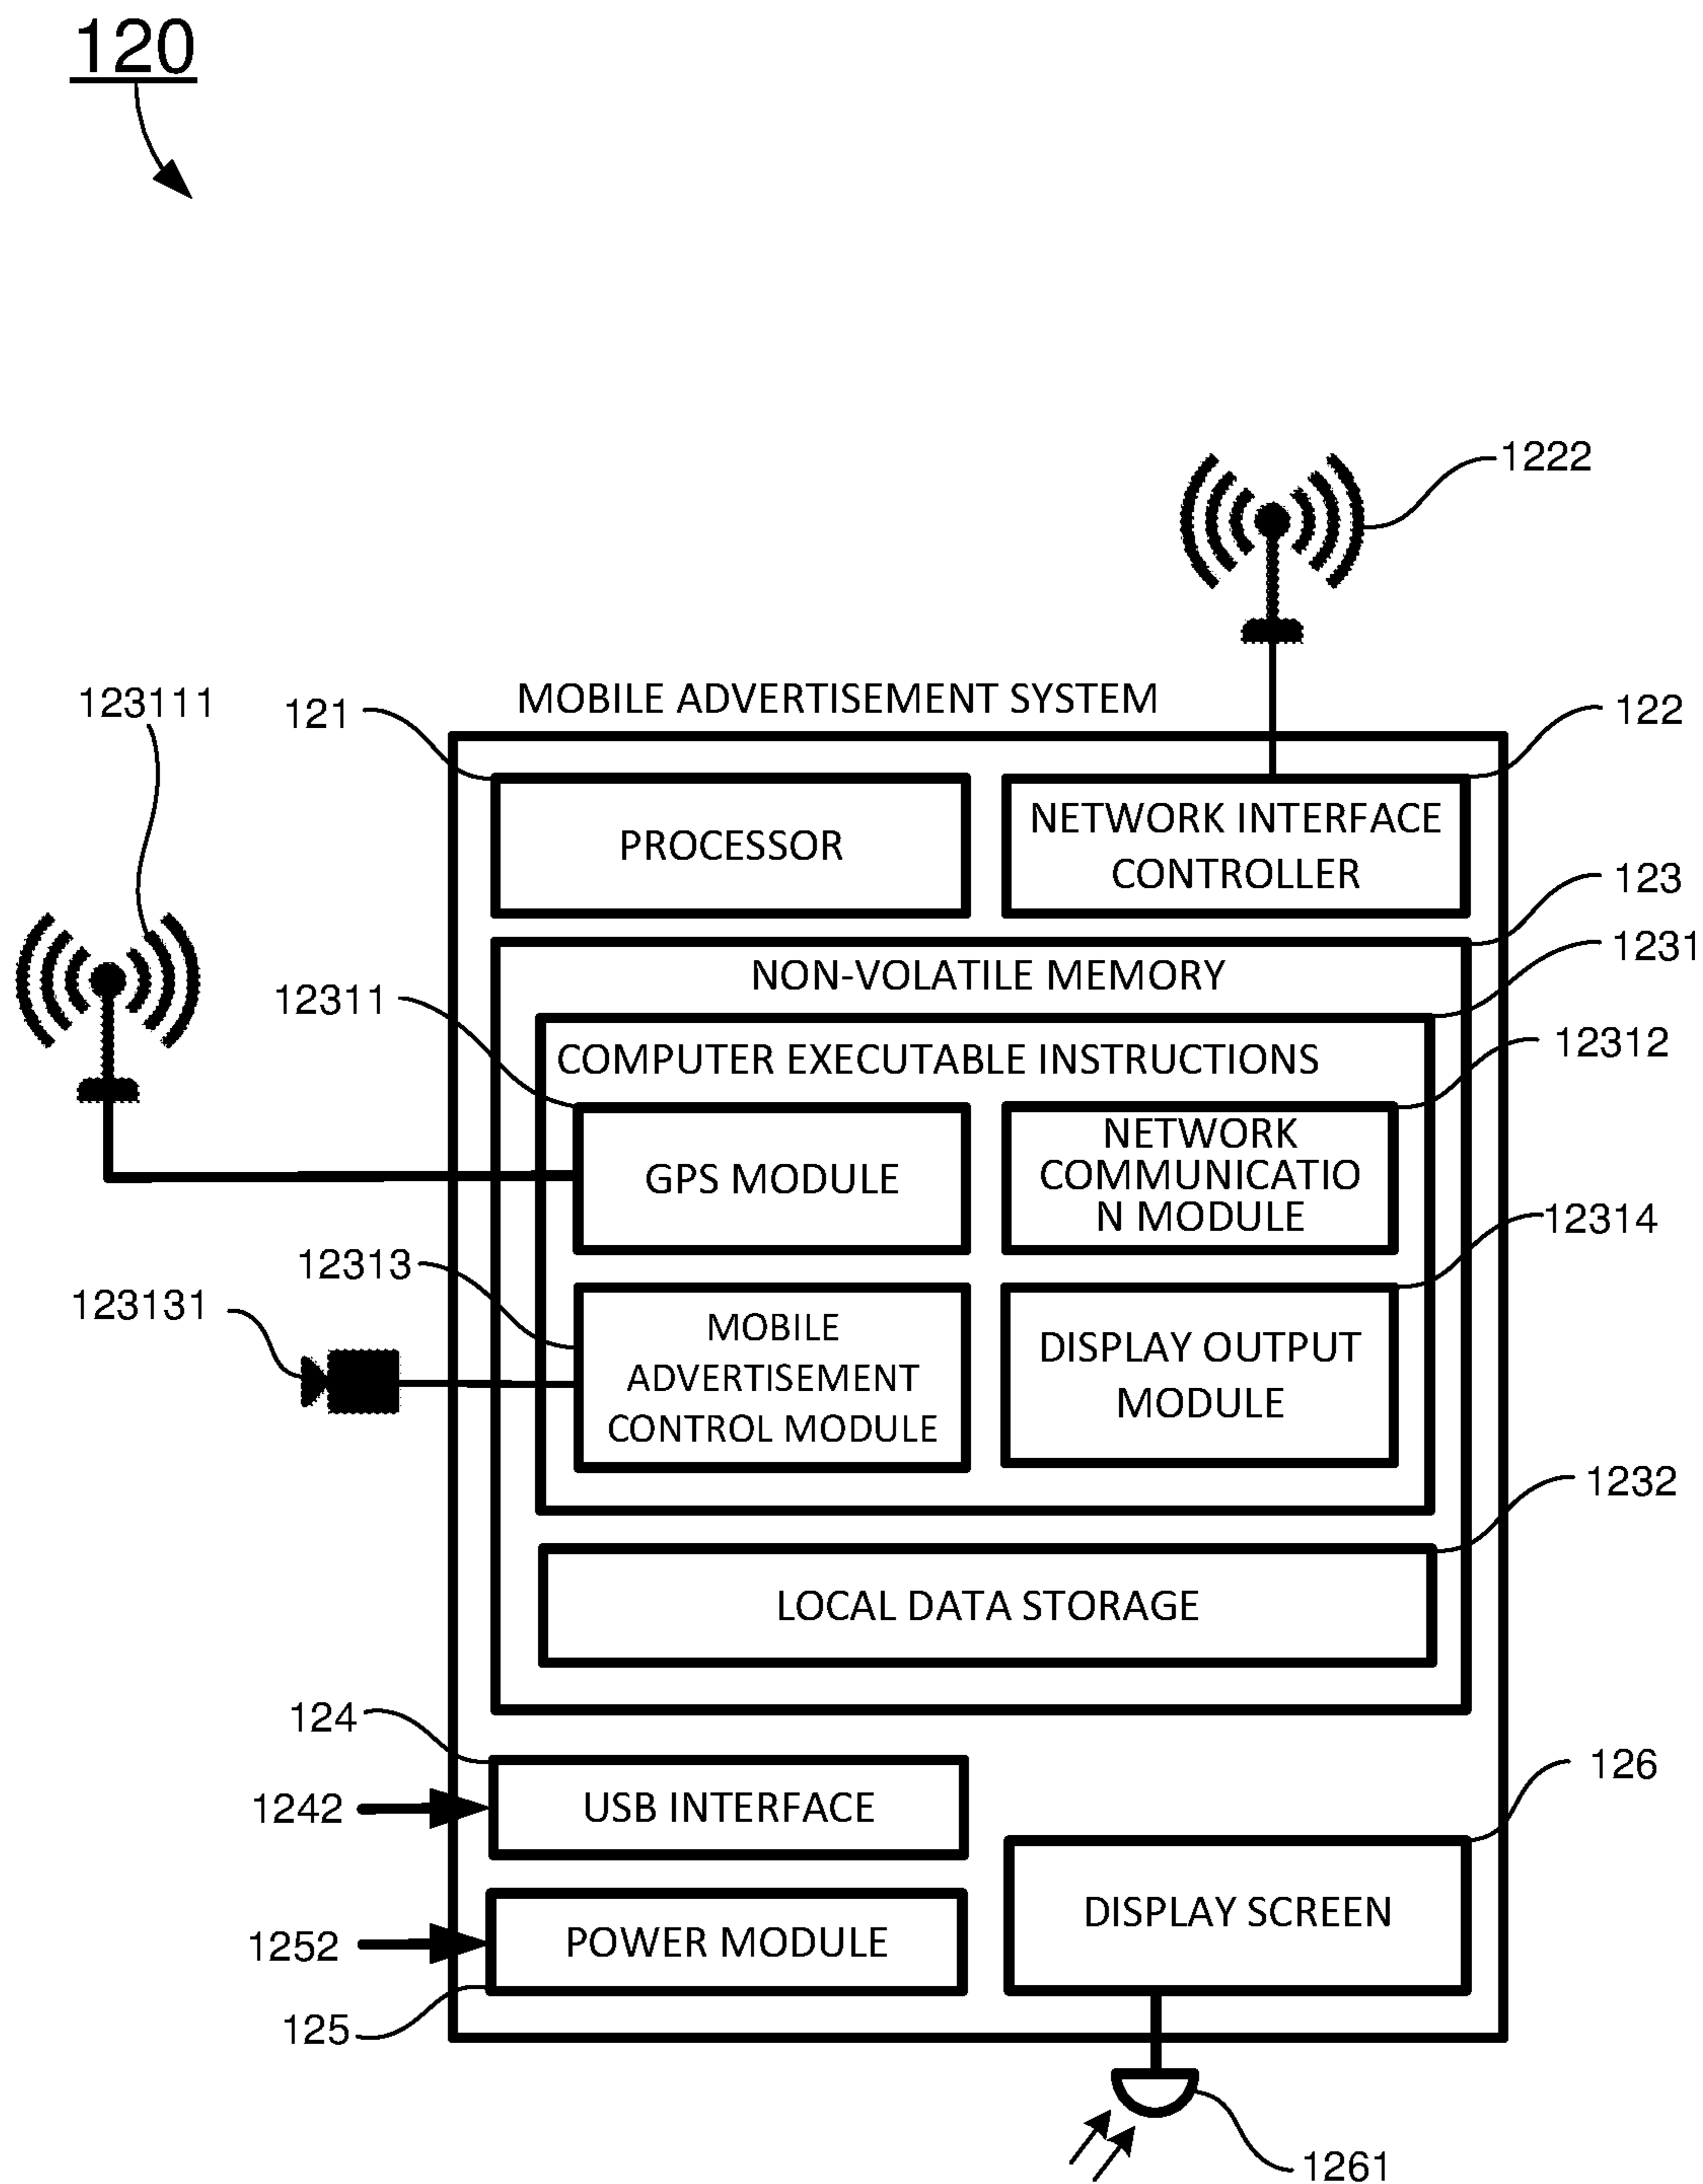 120
1222
MOBILE ADVERTISEMENT SYSTEM
123111
121
122
PROCESSOR
NETWORK INTERFACE
CONTROLLER
123
1231
NON-VOLATILE MEMORY
12311
12312
COMPUTER EXECUTABLE INSTRUCTIONS
GPS MODULE
NETWORK
COMMUNICATIO
N MODULE
12314
12313
123131
MOBILE
ADVERTISEMENT
CONTROL MODULE
DISPLAY OUTPUT
MODULE
1232
LOCAL DATA STORAGE
124
126
1242
USB INTERFACE
DISPLAY SCREEN
1252
POWER MODULE
125
1261